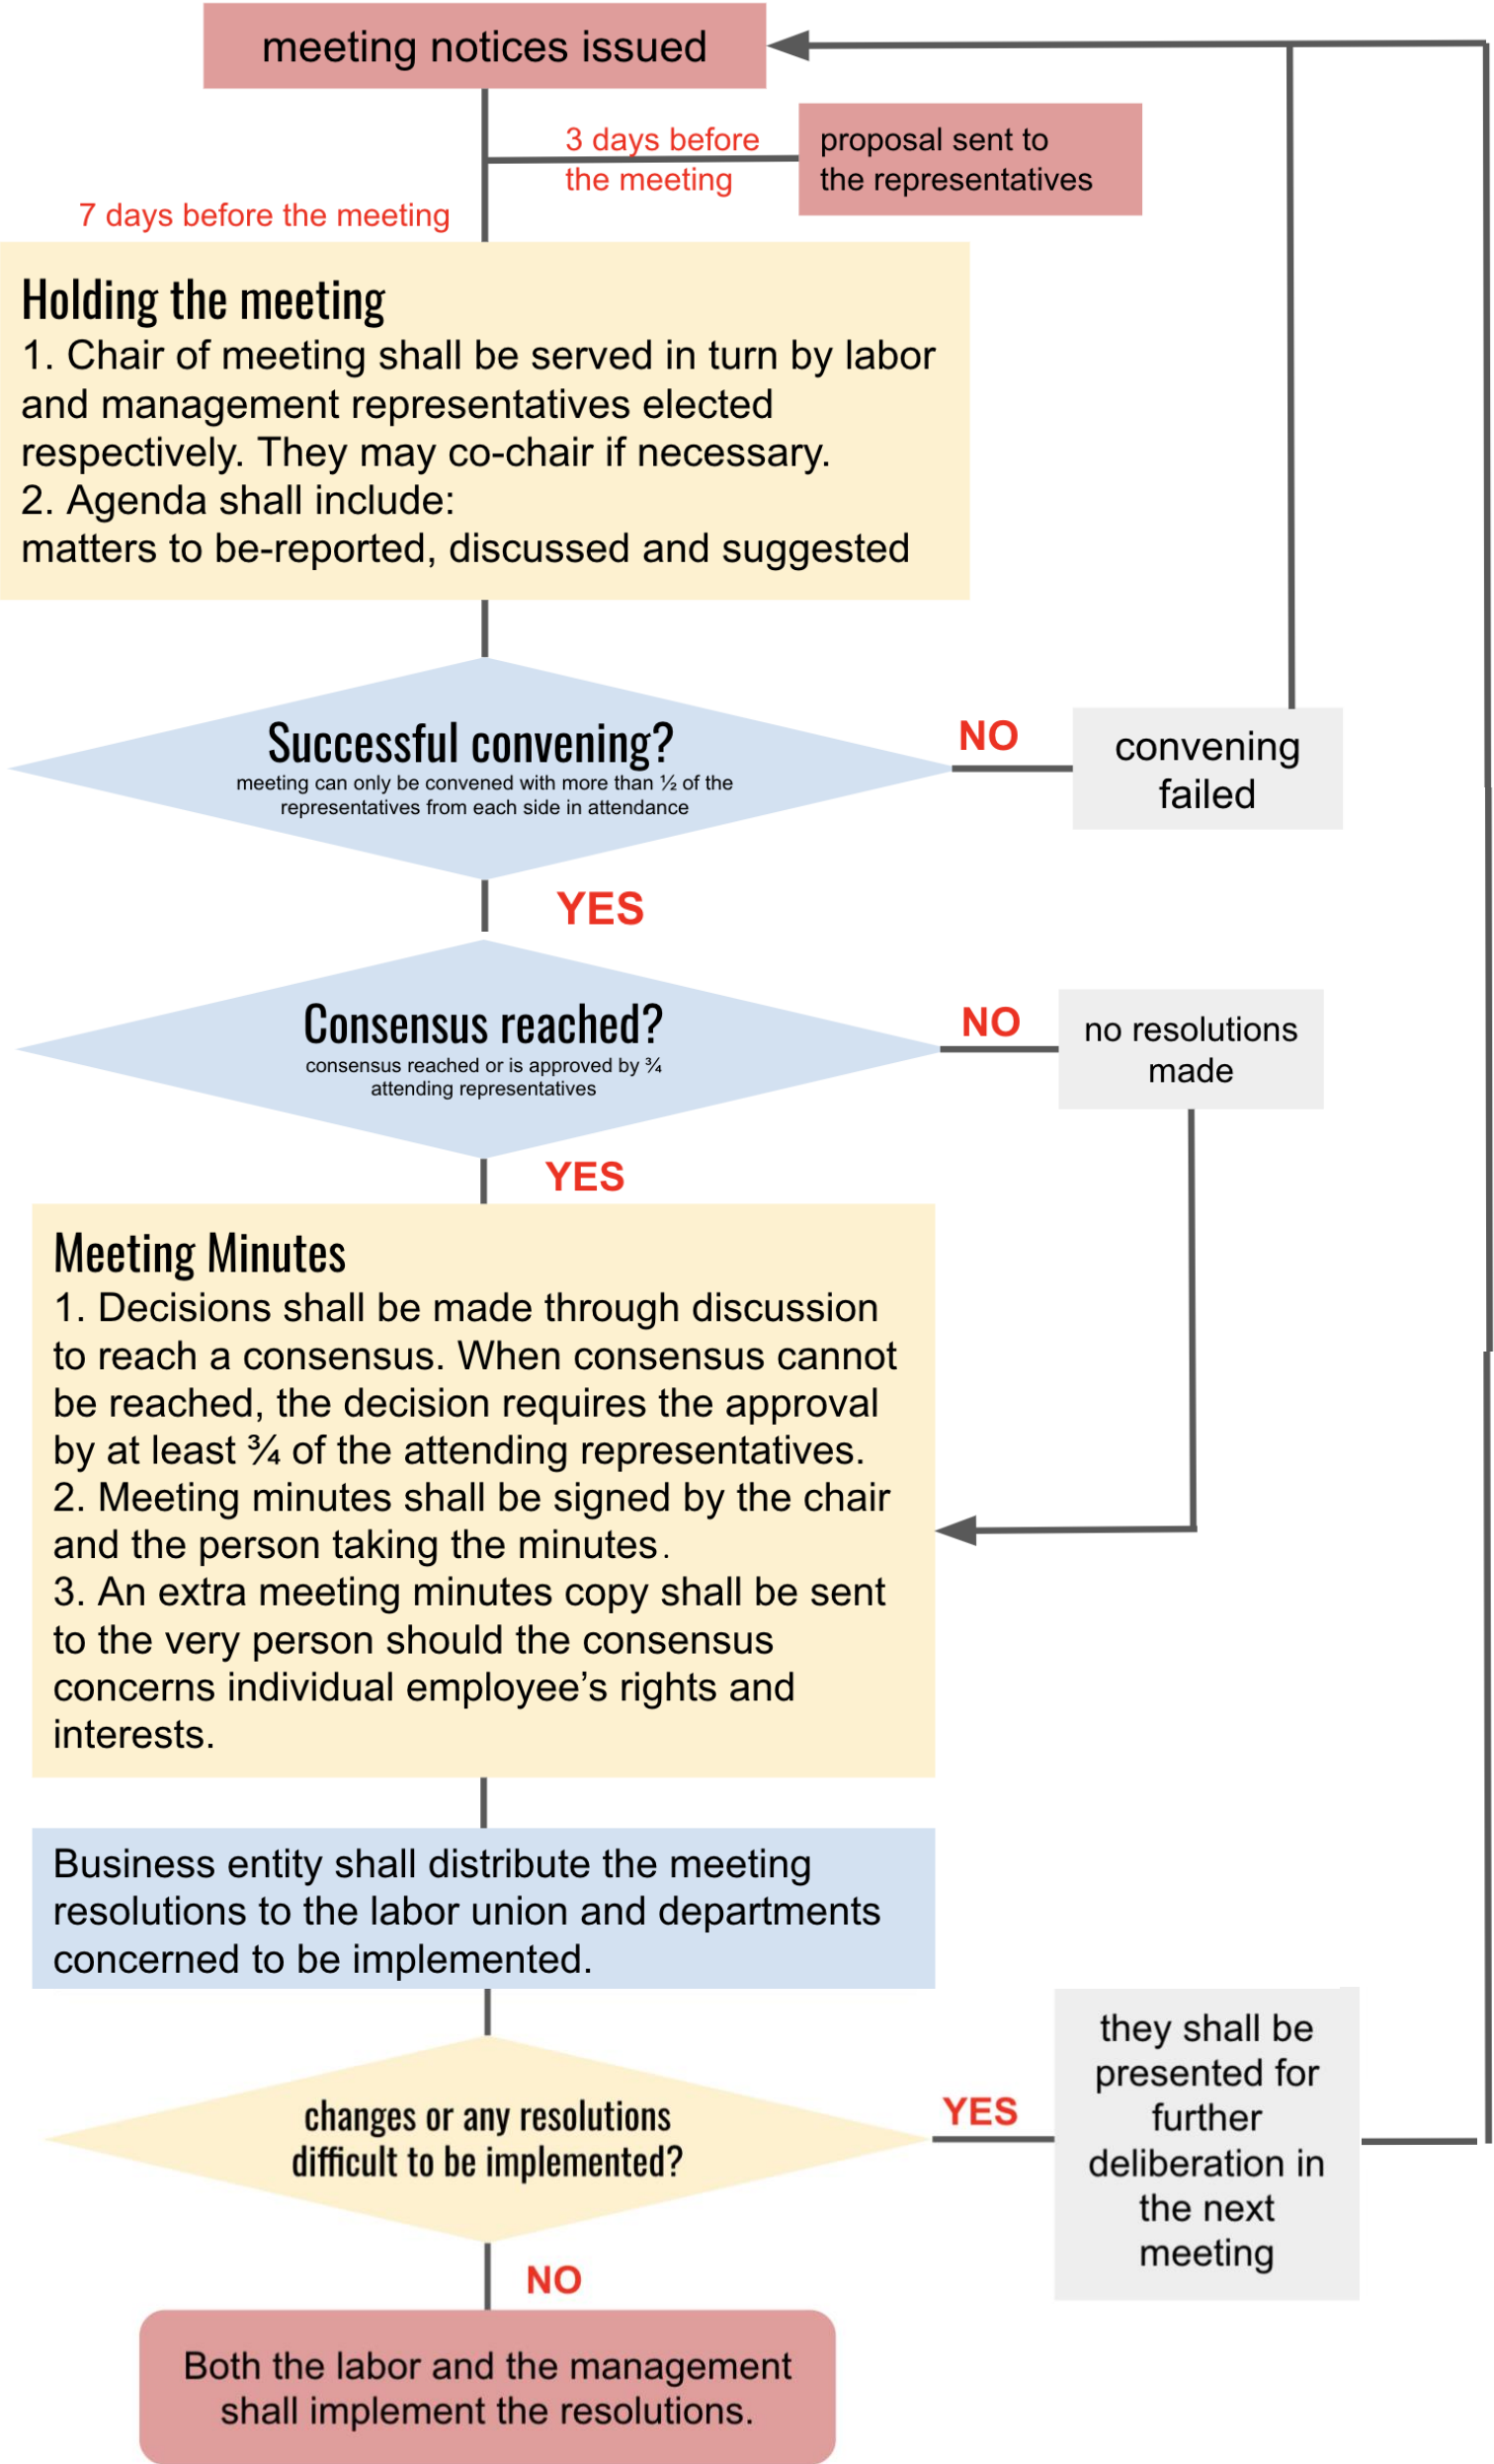 meeting notices issued
3 days before
the meeting
proposal sent to
the representatives
7 days before the meeting
Holding the meeting
1. Chair of meeting shall be served in turn by labor
and management representatives elected
respectively. They may co-chair if necessary.
2. Agenda shall include:
matters to be-reported, discussed and suggested
Successful convening?
meeting can only be convened with more than ½ of the
representatives from each side in attendance
NO
convening
failed
YES
Consensus reached?
consensus reached or is approved by ¾
attending representatives
NO
no resolutions
made
YES
Meeting Minutes
1. Decisions shall be made through discussion
to reach a consensus. When consensus cannot
be reached, the decision requires the approval
by at least ¾ of the attending representatives.
2. Meeting minutes shall be signed by the chair
and the person taking the minutes.
3. An extra meeting minutes copy shall be sent
to the very person should the consensus
concerns individual employee’s rights and
interests.
Business entity shall distribute the meeting
resolutions to the labor union and departments
concerned to be implemented.
changes or any resolutions
difficult to be implemented?
YES
they shall be
presented for
further
deliberation in
the next
meeting
NO
Both the labor and the management
shall implement the resolutions.